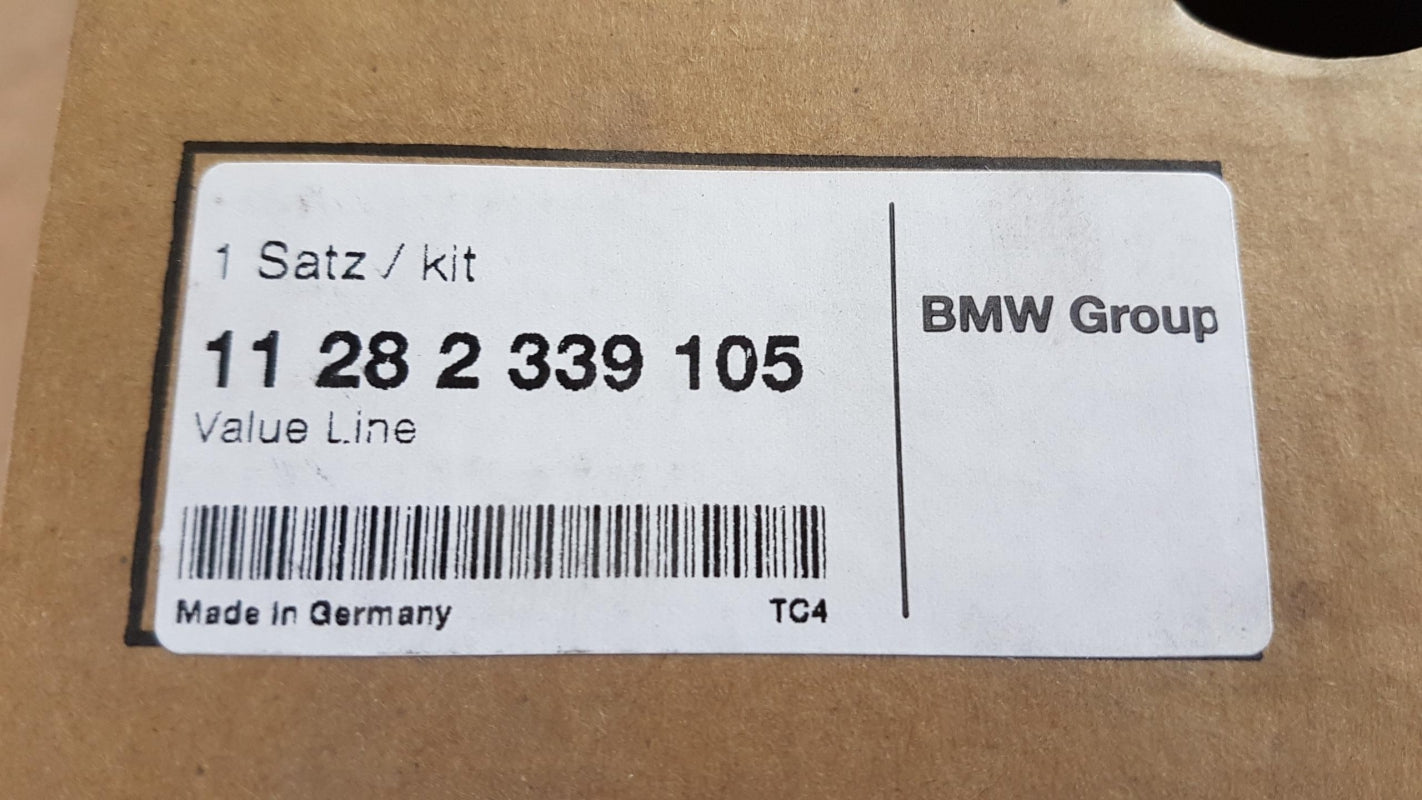 1 Satz / kit
11 28 2 339 105
Value Line
Made in Germany
TC4
BMW Group